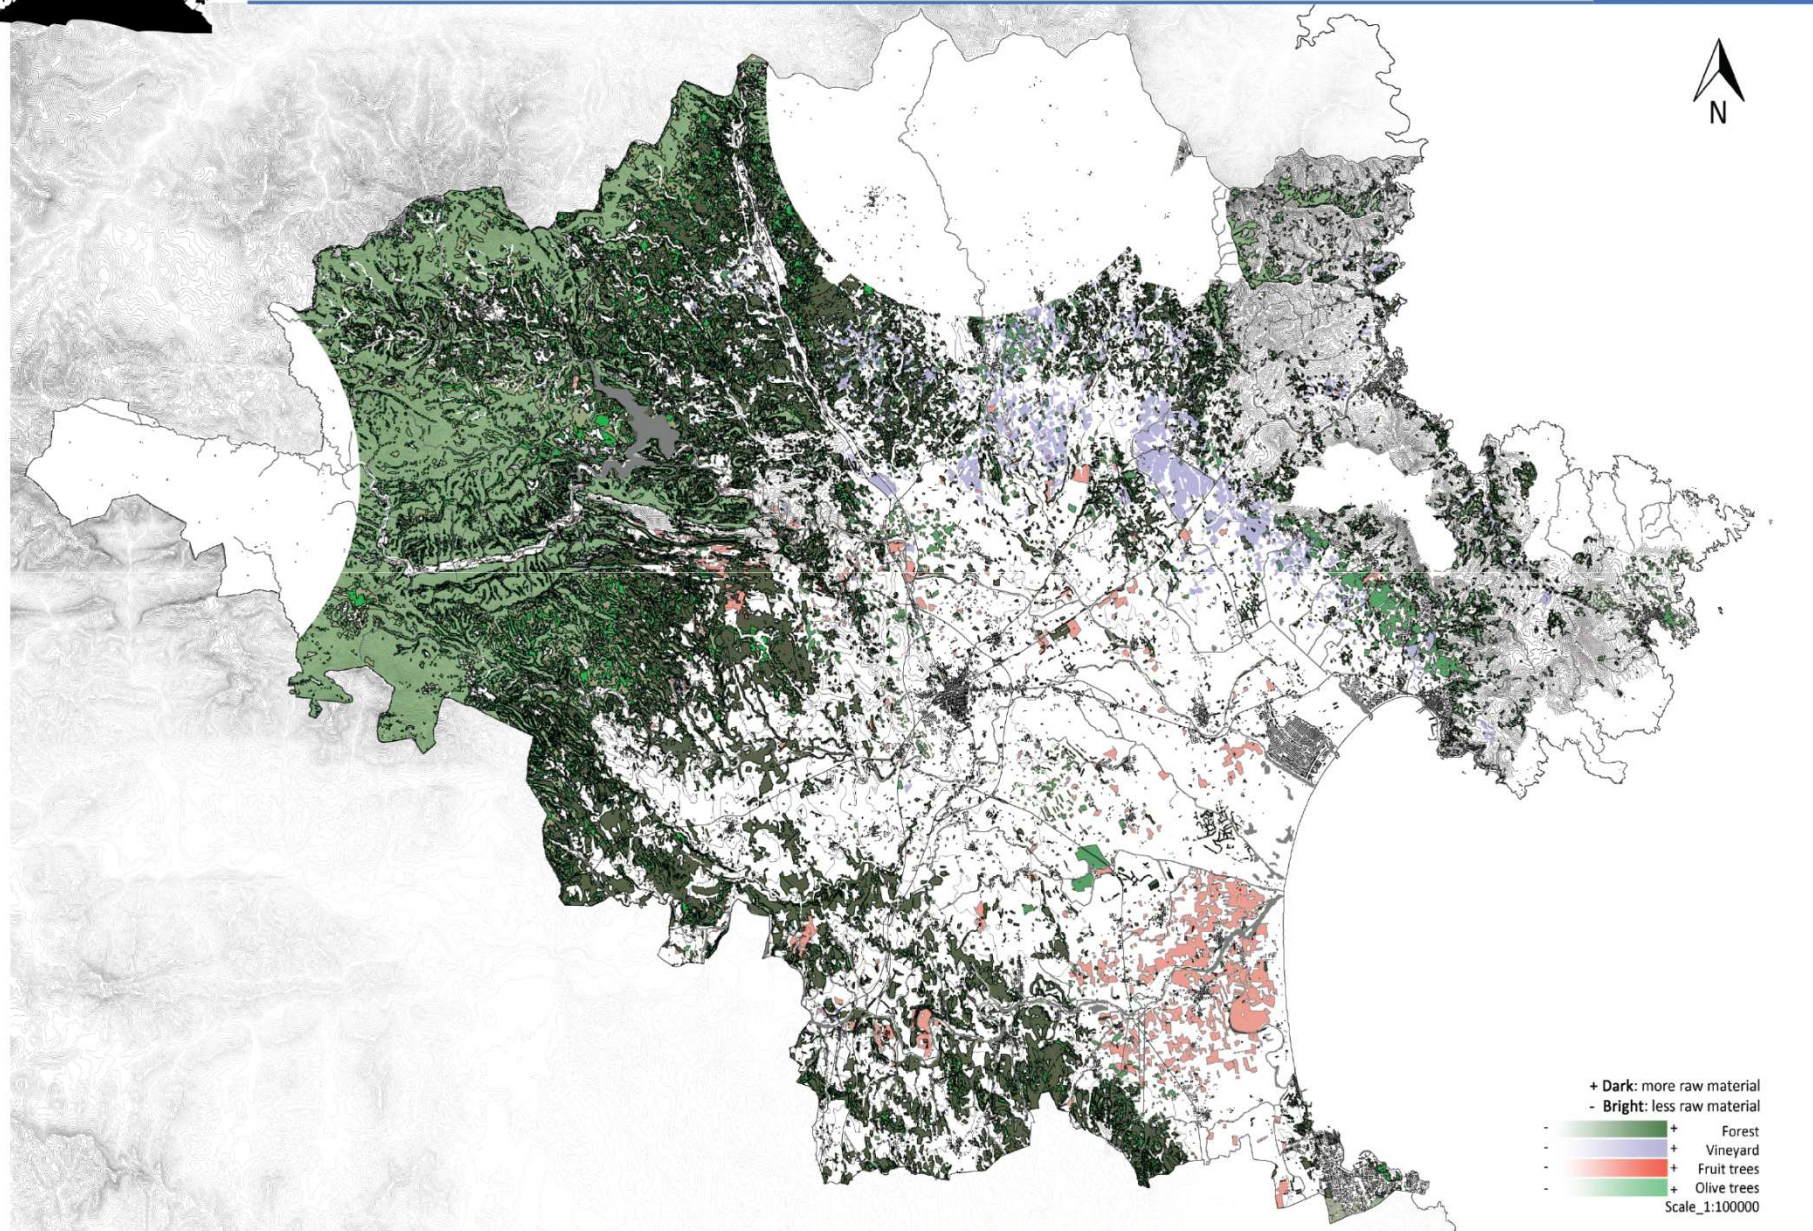 N
+ Dark: more raw material
- Bright: less raw material
- + Forest
- + Vineyard
- + Fruit trees
- + Olive trees
Scale_1:100000